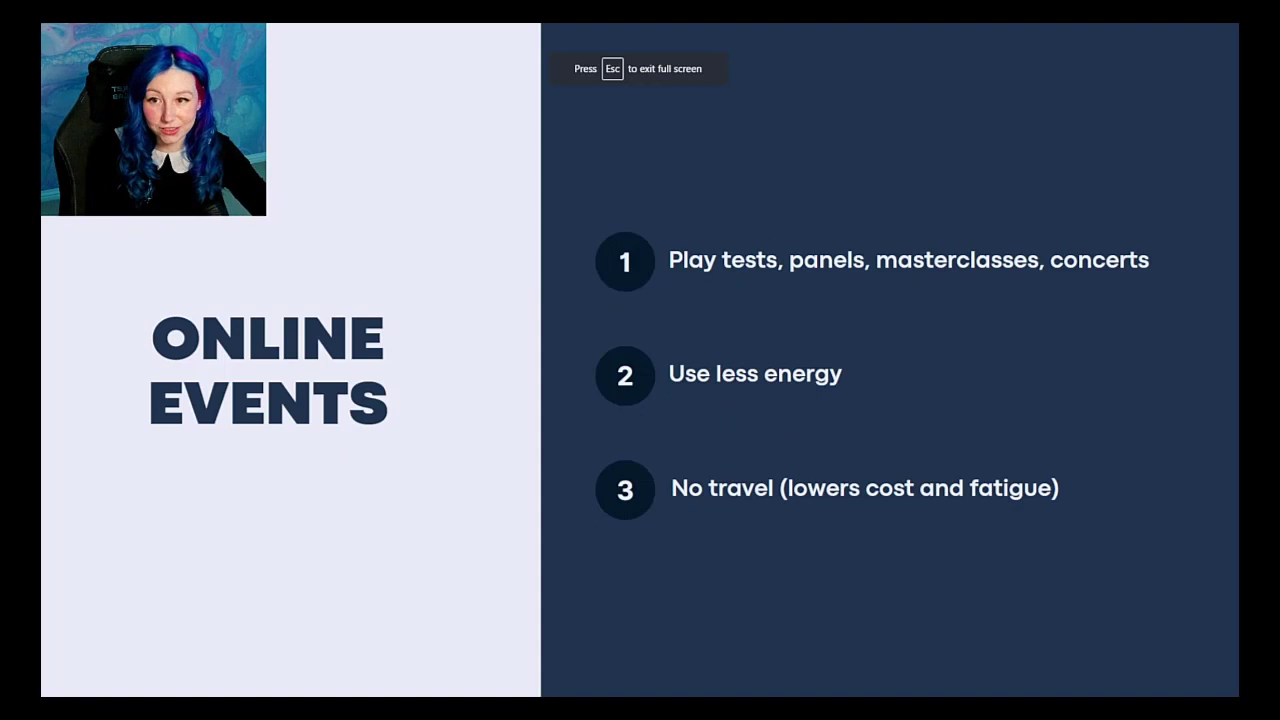 Press Esc to exit full screen
ONLINE
EVENTS
1 Play tests, panels, masterclasses, concerts
2 Use less energy
3 No travel (lowers cost and fatigue)